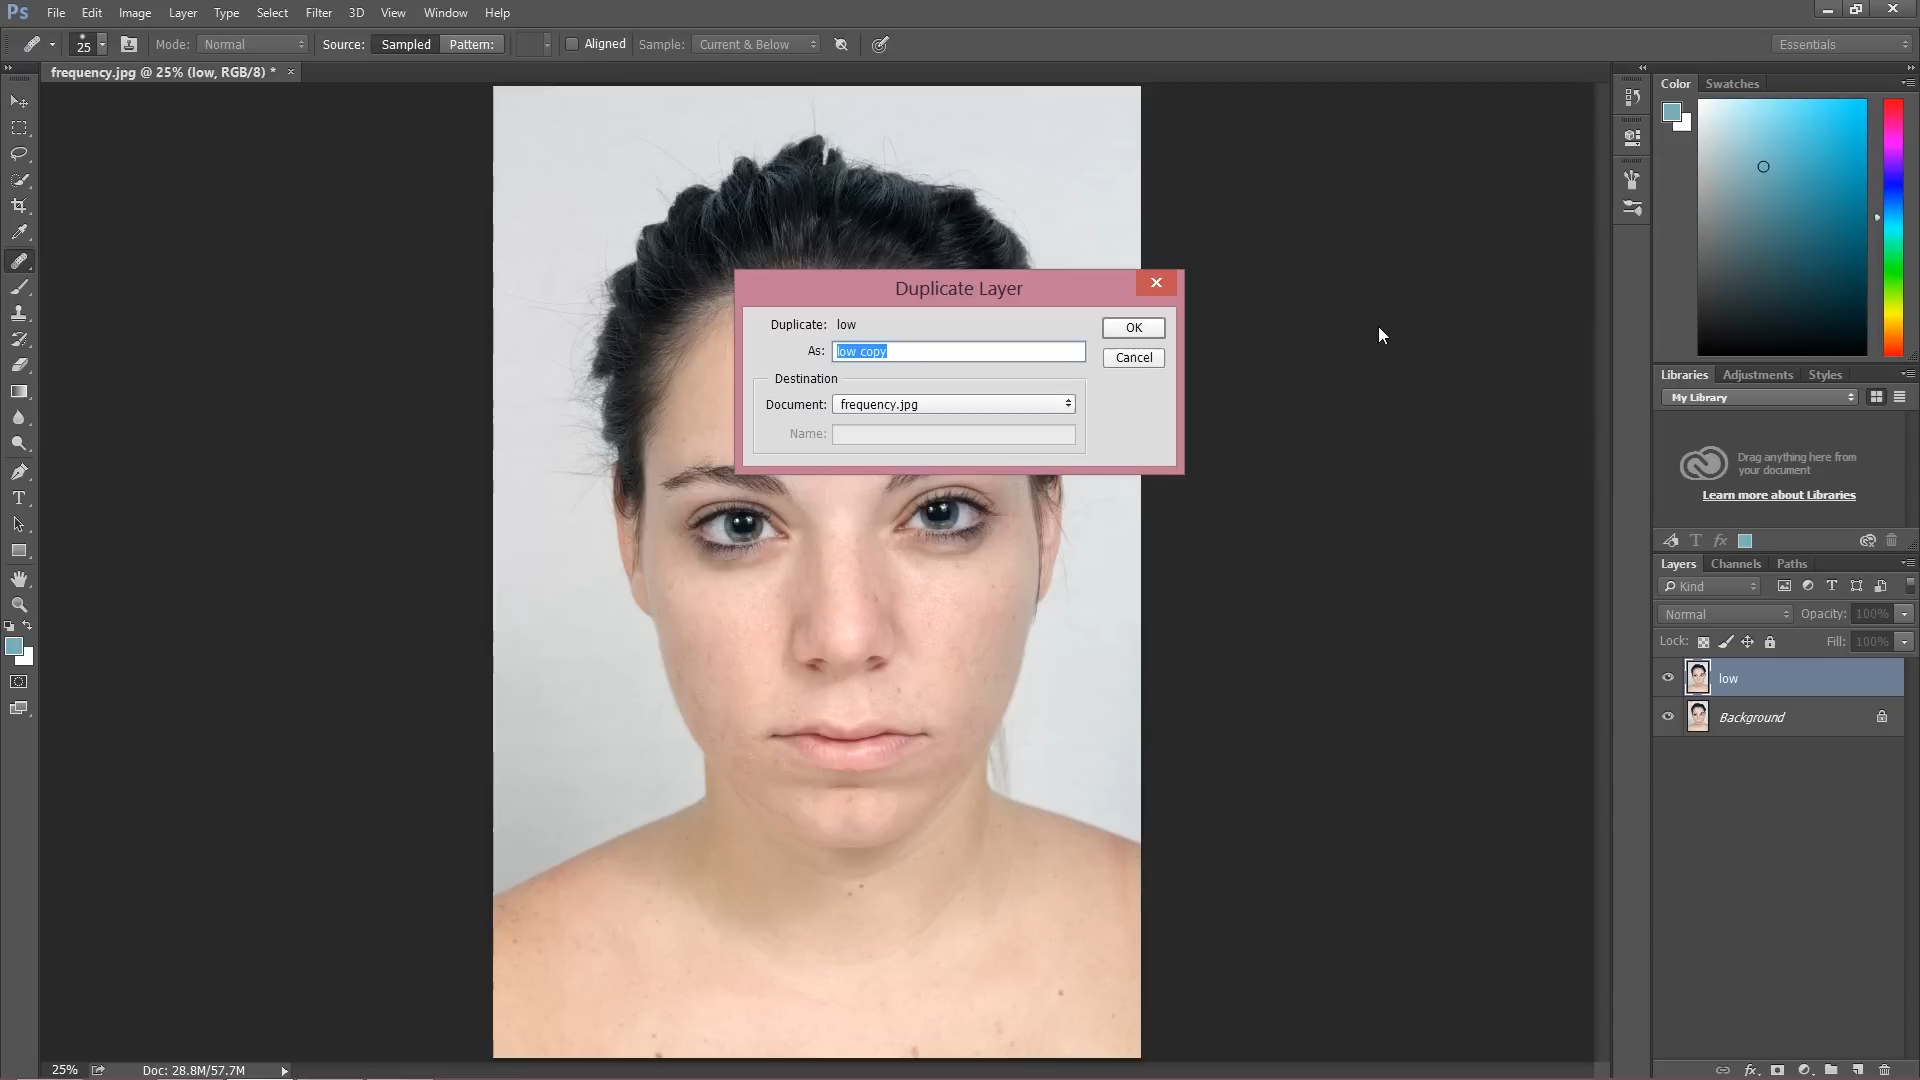 Ps File Edit Image Layer Type Select Filter 3D View Window Help
25 Mode: Normal Source: Sampled Pattern: Aligned Sample: Current & Below Essentials
frequency.jpg @ 25% (low, RGB/8) *
Color Swatches
Duplicate Layer
Duplicate: low
OK
As: low copy
Cancel
Destination
Document: frequency.jpg
Name:
Libraries Adjustments Styles
My Library
Drag anything here from
your document
Learn more about Libraries
Layers Channels Paths
Kind
Normal Opacity: 100%
Lock: Fill: 100%
low
Background
25% Doc: 28.8M/57.7M